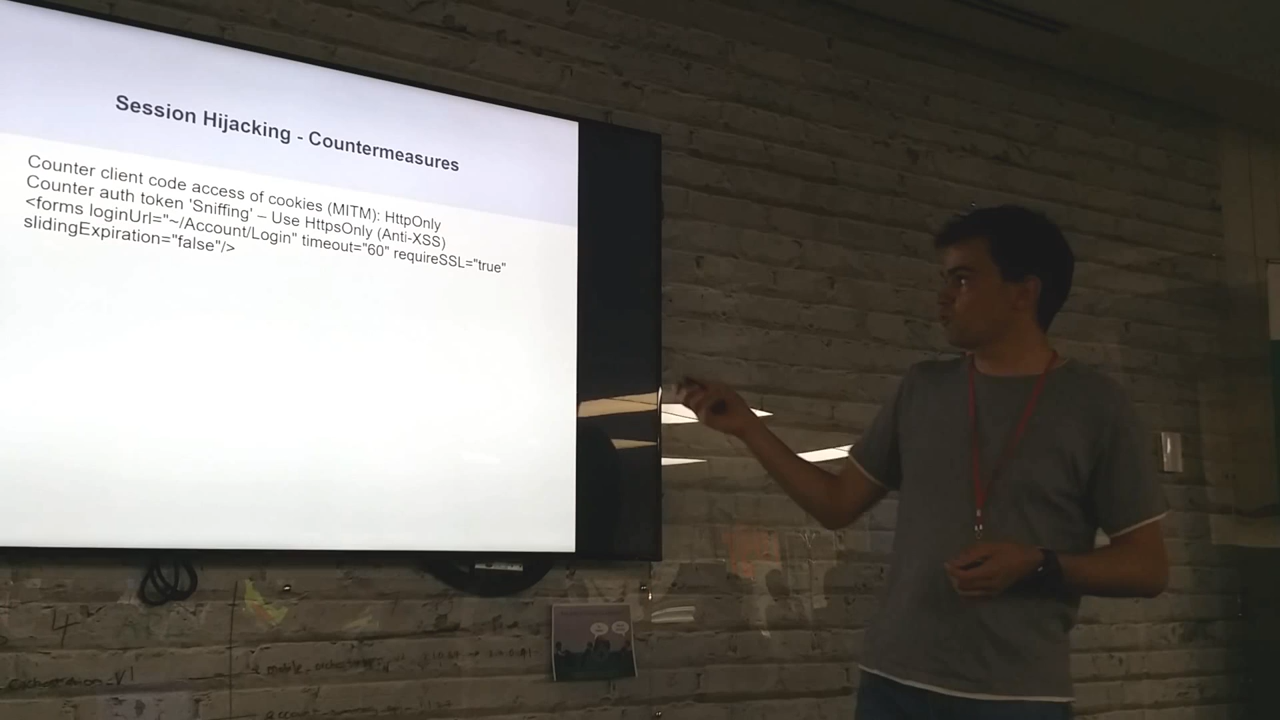 Session Hijacking - Countermeasures
Counter client code access of cookies (MITM): HttpOnly
Counter auth token 'Sniffing' – Use HttpsOnly (Anti-XSS)
<forms loginUrl="~/Account/Login" timeout="60" requireSSL="true"
slidingExpiration="false"/>
4